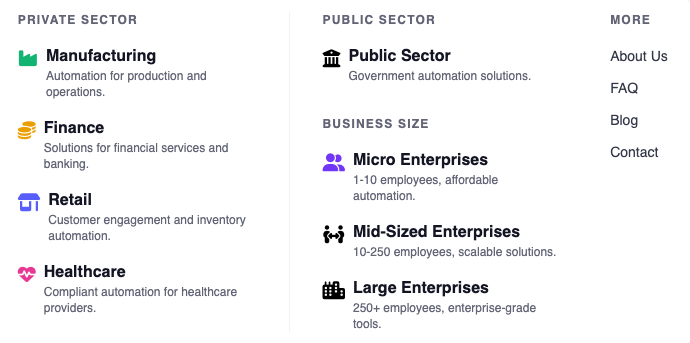 PRIVATE SECTOR
Manufacturing
Automation for production and
operations.
Finance
Solutions for financial services and
banking.
Retail
Customer engagement and inventory
automation.
Healthcare
Compliant automation for healthcare
providers.
PUBLIC SECTOR
Public Sector
Government automation solutions.
BUSINESS SIZE
Micro Enterprises
1-10 employees, affordable
automation.
Mid-Sized Enterprises
10-250 employees, scalable solutions.
Large Enterprises
250+ employees, enterprise-grade
tools.
MORE
About Us
FAQ
Blog
Contact